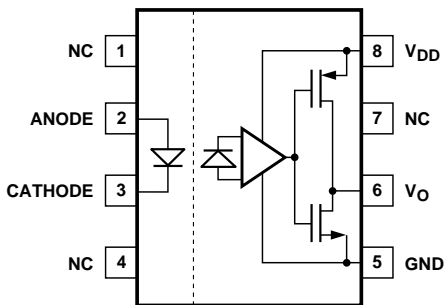 NC 1
ANODE 2
CATHODE 3
NC 4
8 VDD
7 NC
6 VO
5 GND